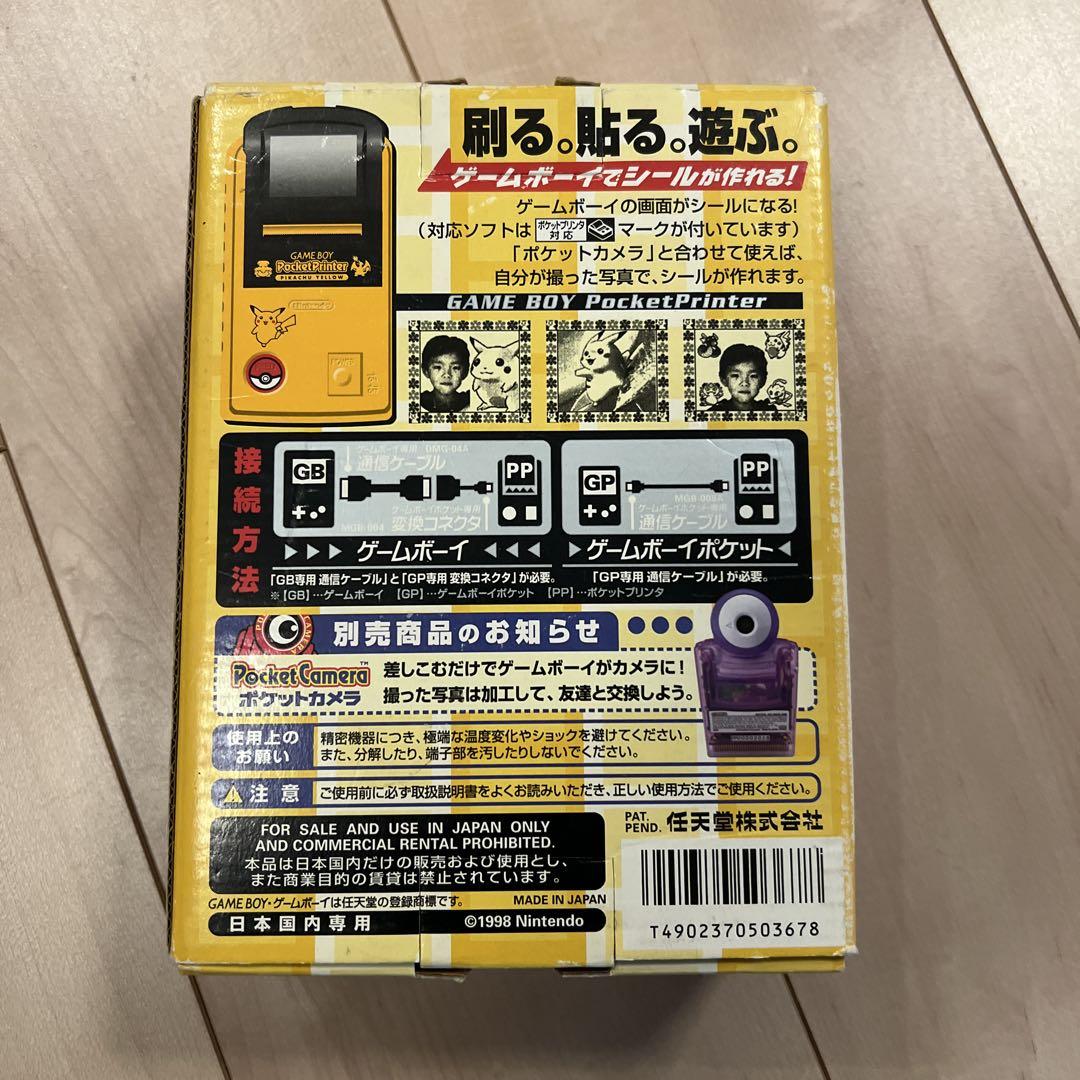 刷る。貼る。遊ぶ。
ゲームボーイでシールが作れる!
ゲームボーイの画面がシールになる!
(対応ソフトは ポケットプリンタ対応 マークが付いています)
「ポケットカメラ」と合わせて使えば、
自分が撮った写真で、シールが作れます。
GAME BOY PocketPrinter
GAME BOY
PocketPrinter
PIKACHU YELLOW
Nintendo
POWER
接続方法
GB
ゲームボーイ専用 DMG-04A
通信ケーブル
PP
MGB-004
ゲームボーイポケット専用
変換コネクタ
ゲームボーイ
「GB専用 通信ケーブル」と「GP専用 変換コネクタ」が必要。
GP
PP
MGB-008A
ゲームボーイポケット専用
通信ケーブル
ゲームボーイポケット
「GP専用 通信ケーブル」が必要。
※【GB】…ゲームボーイ 【GP】…ゲームボーイポケット 【PP】…ポケットプリンタ
別売商品のお知らせ
PocketCamera™
ポケットカメラ
差しこむだけでゲームボーイがカメラに!
撮った写真は加工して、友達と交換しよう。
使用上の
お願い
精密機器につき、極端な温度変化やショックを避けてください。
また、分解したり、端子部を汚したりしないでください。
注意
ご使用前に必ず取扱説明書をよくお読みいただき、正しい使用方法でご使用ください。
FOR SALE AND USE IN JAPAN ONLY
AND COMMERCIAL RENTAL PROHIBITED.
本品は日本国内だけの販売および使用とし、
また商業目的の賃貸は禁止されています。
PAT. PEND. 任天堂株式会社
GAME BOY・ゲームボーイは任天堂の登録商標です。
MADE IN JAPAN
日本国内専用
©1998 Nintendo
T4902370503678